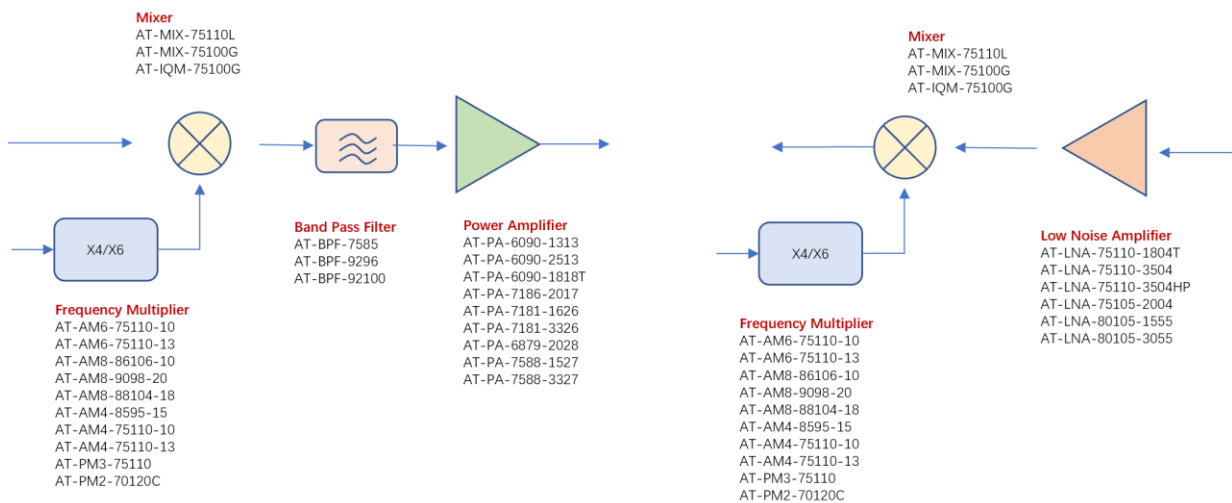 Mixer
AT-MIX-75110L
AT-MIX-75100G
AT-IQM-75100G
X4/X6
Frequency Multiplier
AT-AM6-75110-10
AT-AM6-75110-13
AT-AM8-86106-10
AT-AM8-9098-20
AT-AM8-88104-18
AT-AM4-8595-15
AT-AM4-75110-10
AT-AM4-75110-13
AT-PM3-75110
AT-PM2-70120C
Band Pass Filter
AT-BPF-7585
AT-BPF-9296
AT-BPF-92100
Power Amplifier
AT-PA-6090-1313
AT-PA-6090-2513
AT-PA-6090-1818T
AT-PA-7186-2017
AT-PA-7181-1626
AT-PA-7181-3326
AT-PA-6879-2028
AT-PA-7588-1527
AT-PA-7588-3327
Mixer
AT-MIX-75110L
AT-MIX-75100G
AT-IQM-75100G
X4/X6
Frequency Multiplier
AT-AM6-75110-10
AT-AM6-75110-13
AT-AM8-86106-10
AT-AM8-9098-20
AT-AM8-88104-18
AT-AM4-8595-15
AT-AM4-75110-10
AT-AM4-75110-13
AT-PM3-75110
AT-PM2-70120C
Low Noise Amplifier
AT-LNA-75110-1804T
AT-LNA-75110-3504
AT-LNA-75110-3504HP
AT-LNA-75105-2004
AT-LNA-80105-1555
AT-LNA-80105-3055